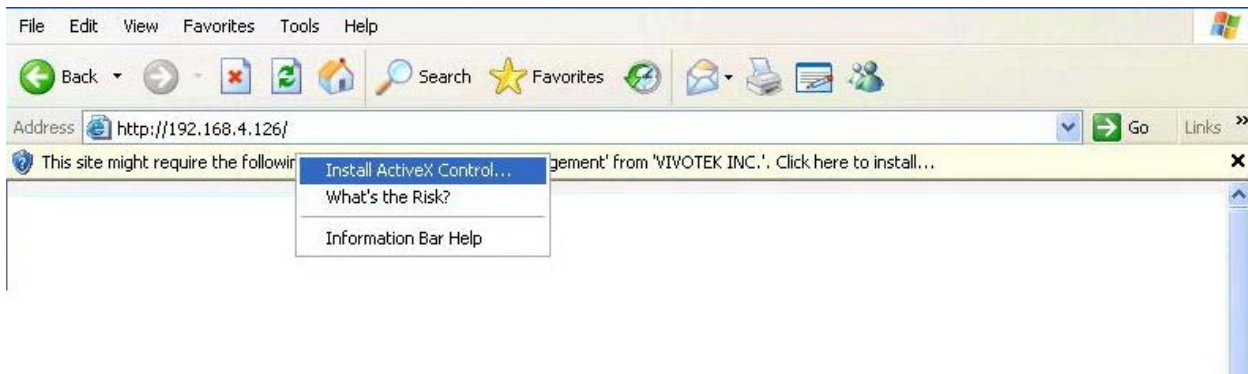 File Edit View Favorites Tools Help
Back Search Favorites
Address http://192.168.4.126/ Go Links »
This site might require the followin gement' from 'VIVOTEK INC.'. Click here to install...
Install ActiveX Control...
What's the Risk?
Information Bar Help